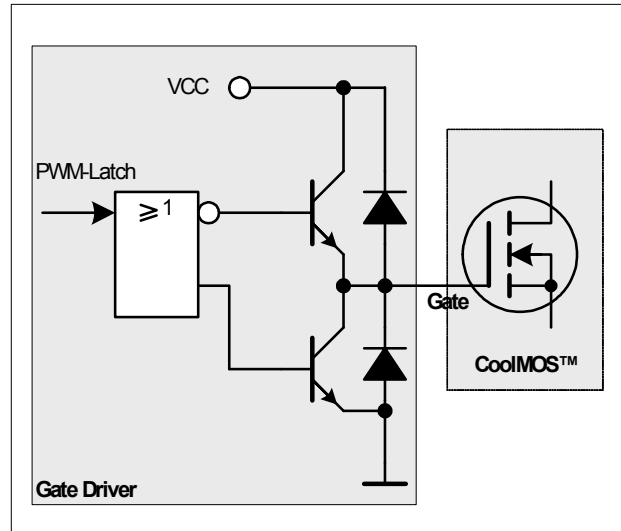 VCC
PWM-Latch
≥1
Gate
CoolMOS™
Gate Driver